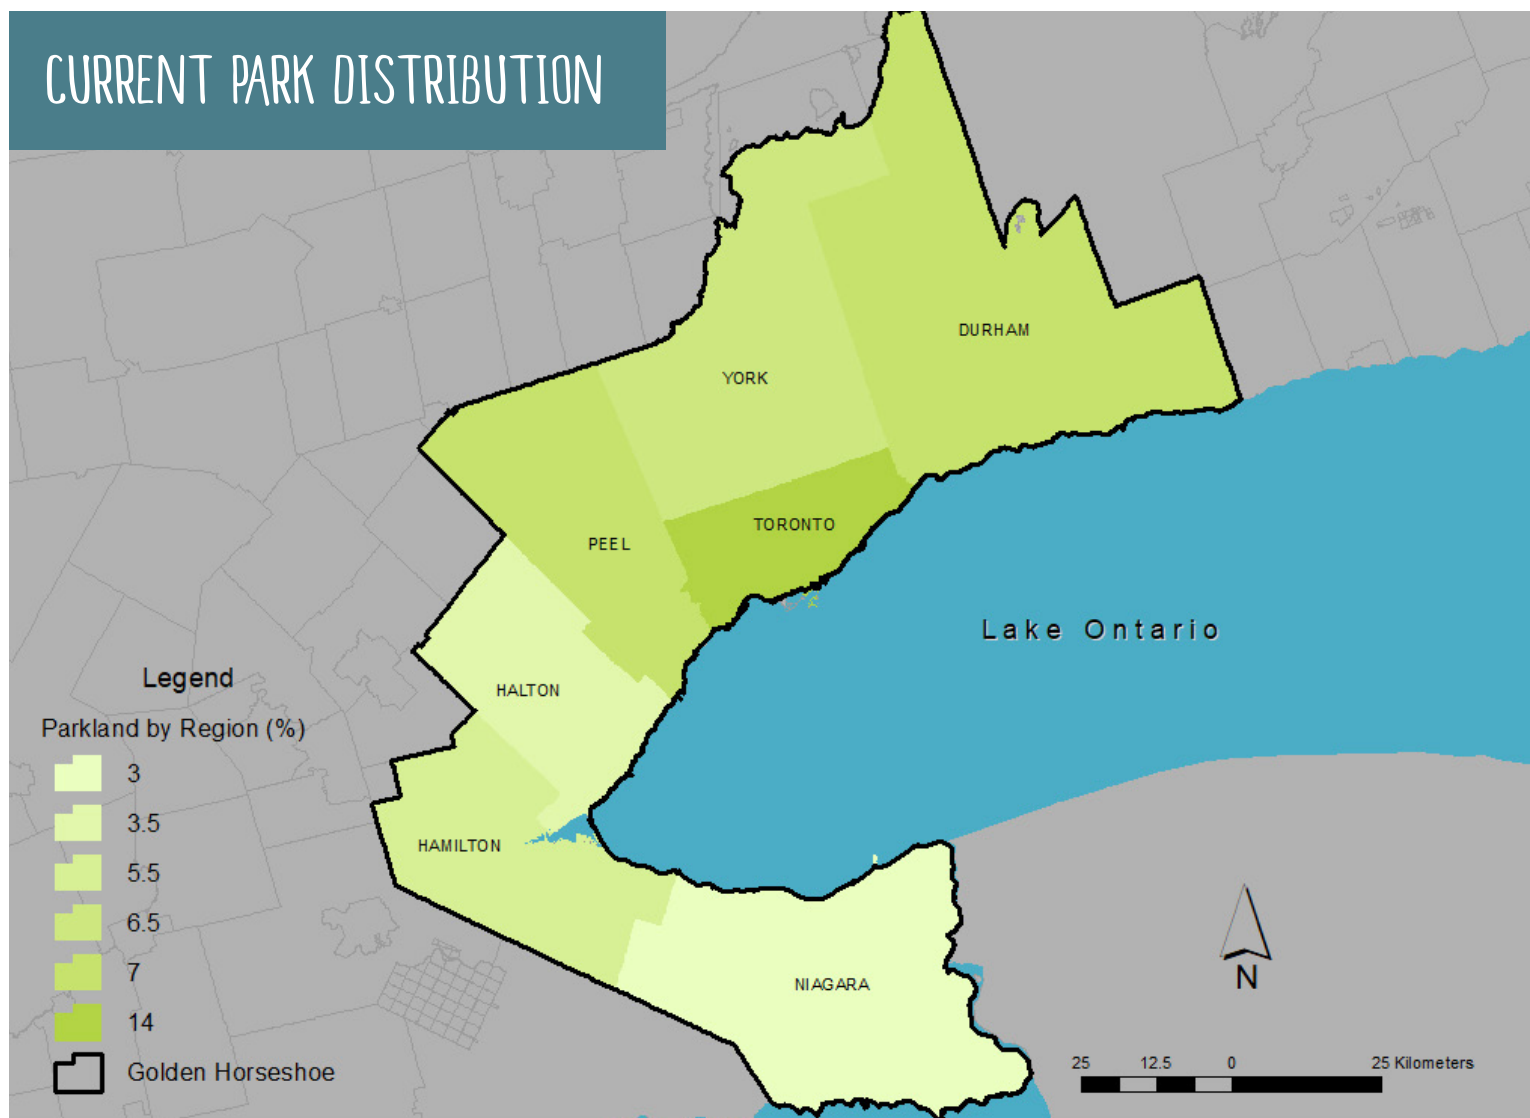 CURRENT PARK DISTRIBUTION
DURHAM
YORK
TORONTO
PEEL
Lake Ontario
HALTON
HAMILTON
NIAGARA
Legend
Parkland by Region (%)
3
3.5
5.5
6.5
7
14
Golden Horseshoe
N
25 12.5 0 25 Kilometers